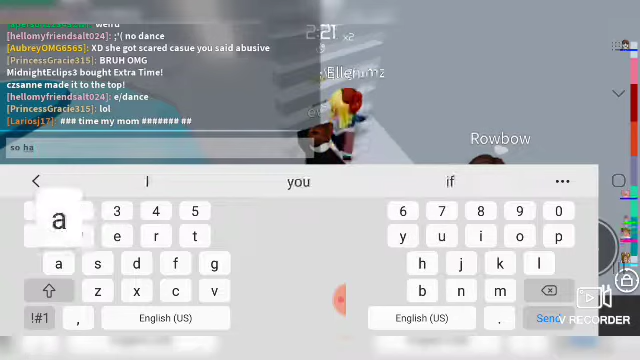 weird
[hellomyfriendsalt024]: ;'( no dance
[AubreyOMG6565]: XD she got scared casue you said abusive
[PrincessGracie315]: BRUH OMG
MidnightEclips3 bought Extra Time!
czsanne made it to the top!
[hellomyfriendsalt024]: e/dance
[PrincessGracie315]: lol
[Lariosj17]: ### time my mom ####### ##
2:21 x2
Rowbow
so ha
I you if
a 3 4 5 6 7 8 9 0
e r t y u i o p
a s d f g h j k l
z x c v b n m
!#1 , English (US) English (US) . Send
V RECORDER